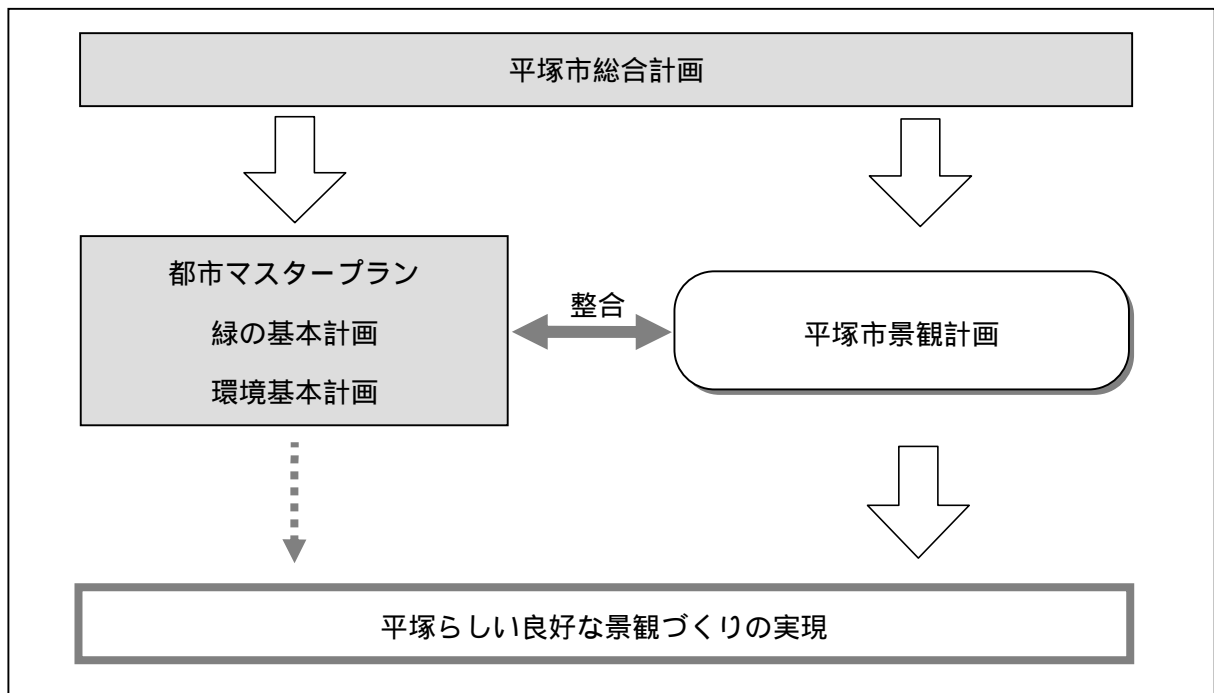 平塚市総合計画
都市マスタープラン
緑の基本計画
環境基本計画
整合
平塚市景観計画
平塚らしい良好な景観づくりの実現